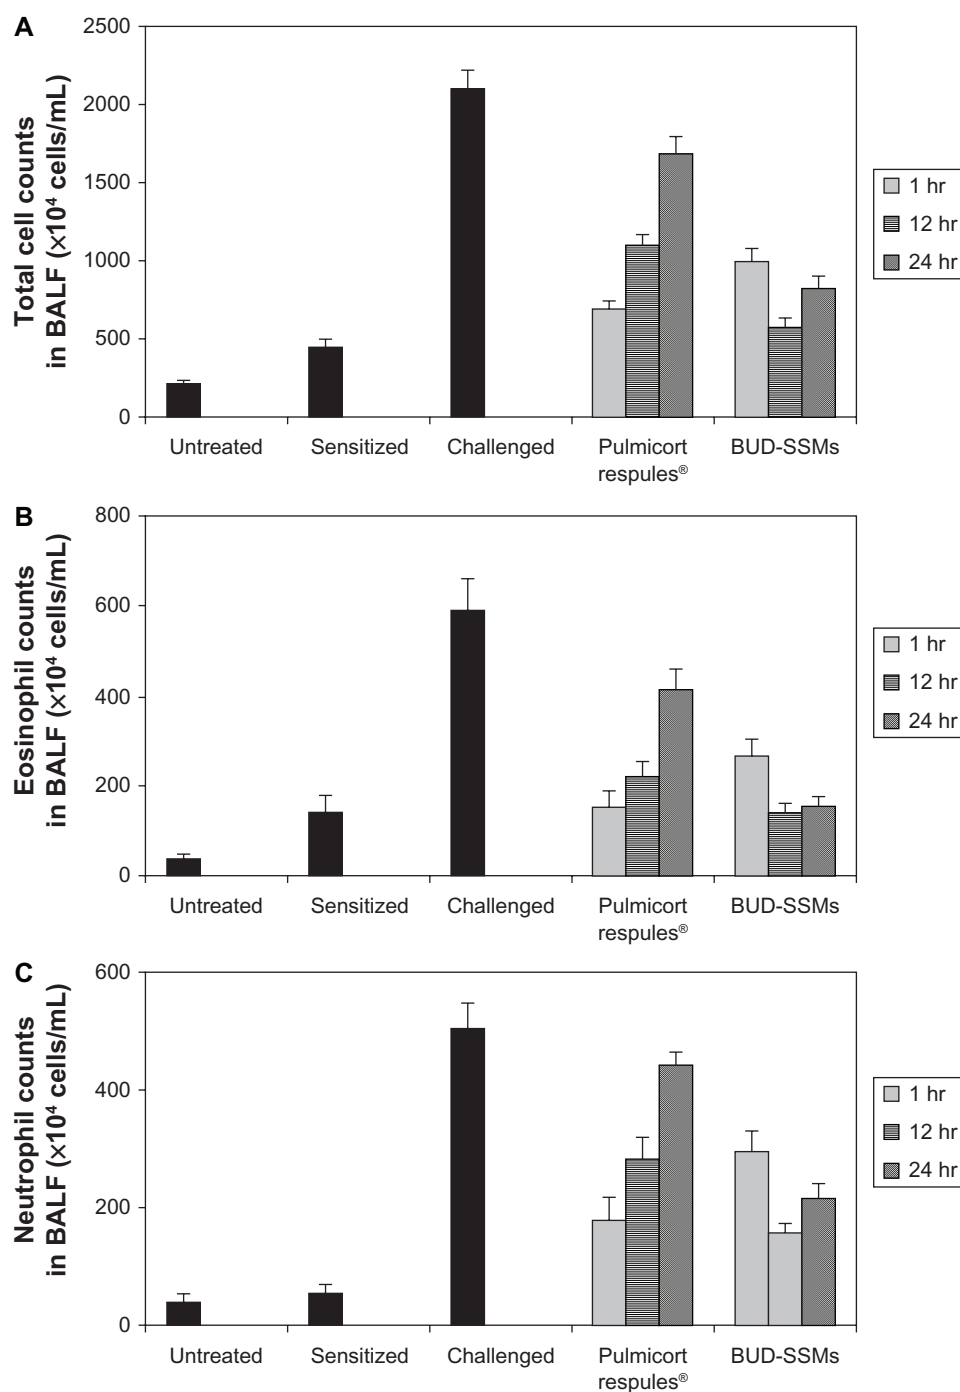 A
Total cell counts
in BALF (×10⁴ cells/mL)
2500
2000
1500
1000
500
0
Untreated
Sensitized
Challenged
Pulmicort
respules®
BUD-SSMs
1 hr
12 hr
24 hr
B
Eosinophil counts
in BALF (×10⁴ cells/mL)
800
600
400
200
0
Untreated
Sensitized
Challenged
Pulmicort
respules®
BUD-SSMs
1 hr
12 hr
24 hr
C
Neutrophil counts
in BALF (×10⁴ cells/mL)
600
400
200
0
Untreated
Sensitized
Challenged
Pulmicort
respules®
BUD-SSMs
1 hr
12 hr
24 hr